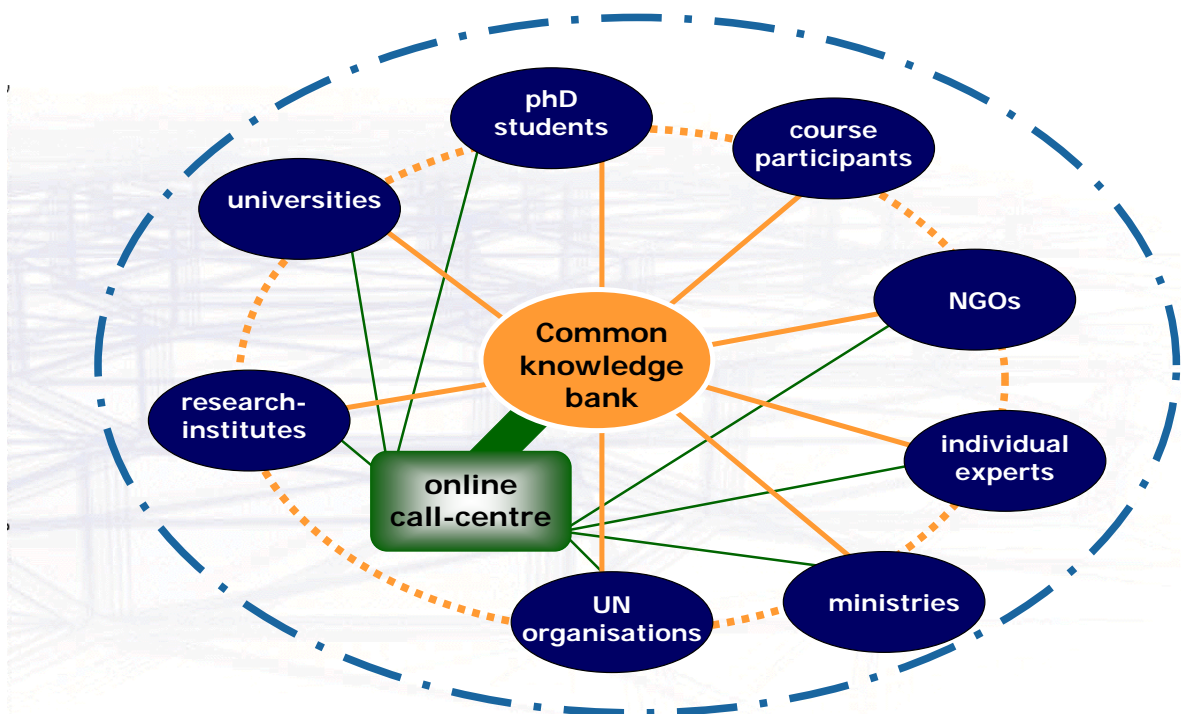 phD
students
course
participants
universities
NGOs
Common
knowledge
bank
research-
institutes
individual
experts
online
call-centre
UN
organisations
ministries